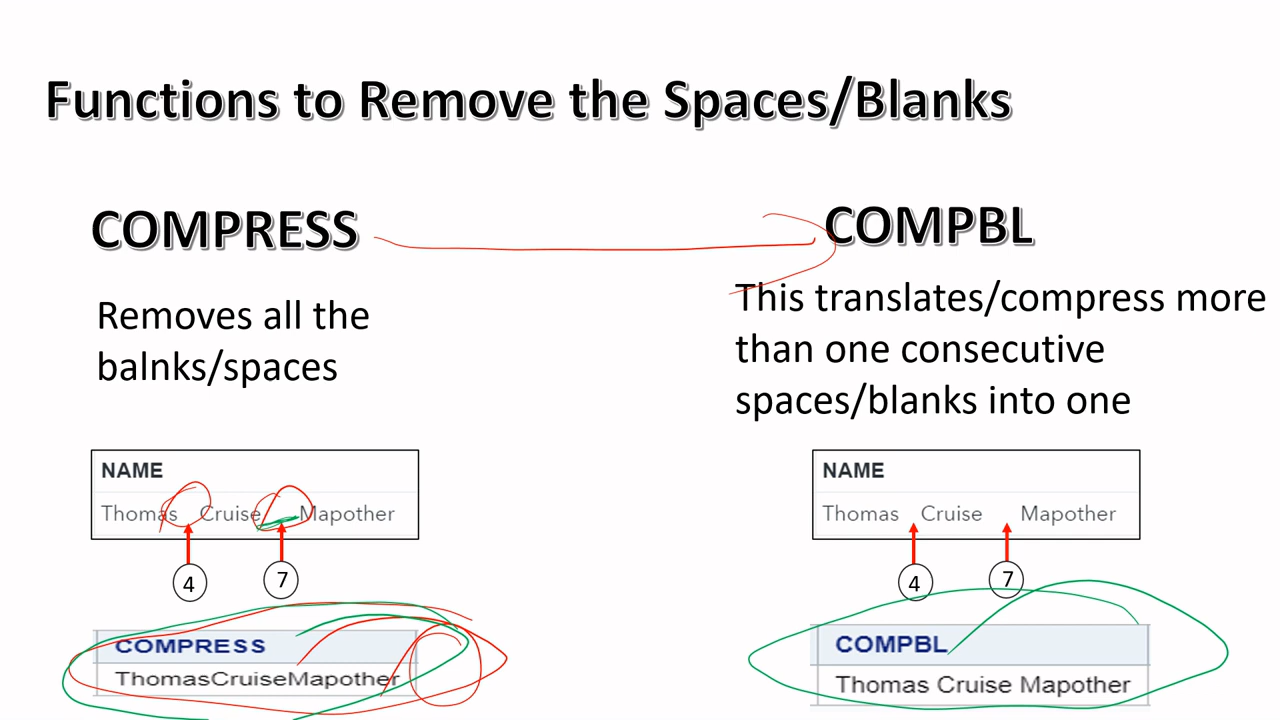 Functions to Remove the Spaces/Blanks
COMPRESS
Removes all the
balnks/spaces
NAME
Thomas Cruise Mapother
4 7
COMPRESS
ThomasCruiseMapother
COMPBL
This translates/compress more
than one consecutive
spaces/blanks into one
NAME
Thomas Cruise Mapother
4 7
COMPBL
Thomas Cruise Mapother